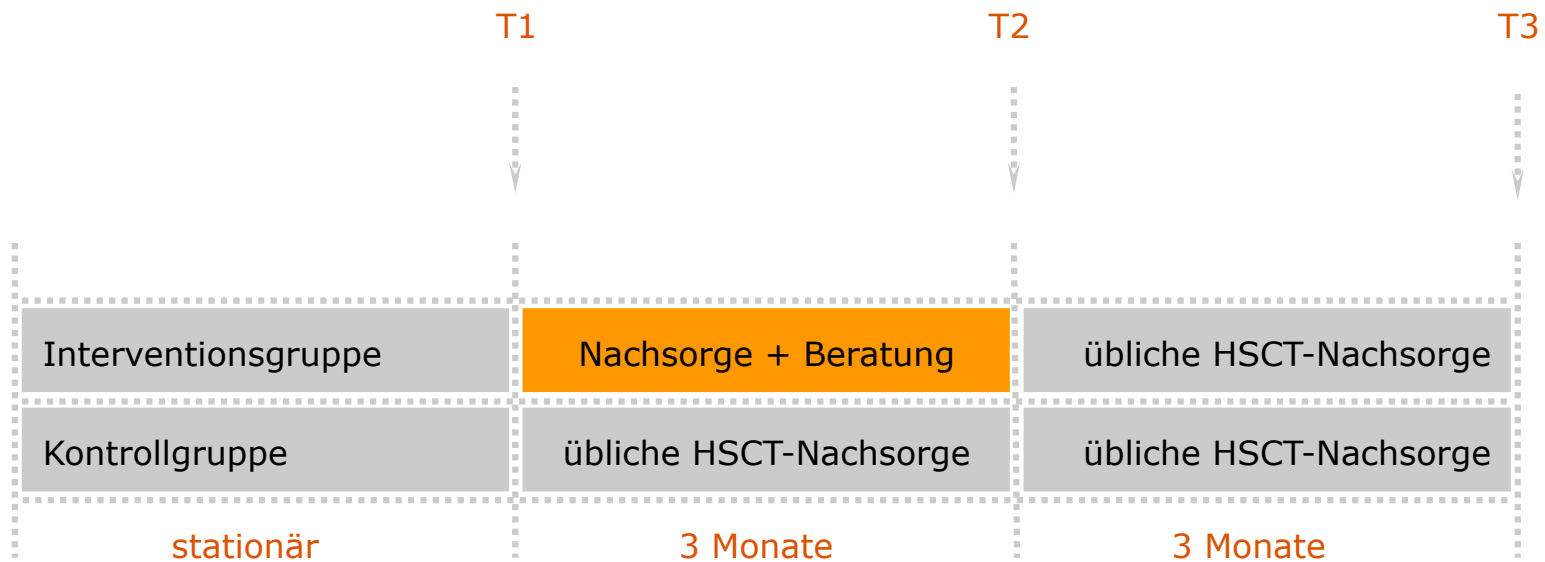 T1 T2 T3
Interventionsgruppe Nachsorge + Beratung übliche HSCT-Nachsorge
Kontrollgruppe übliche HSCT-Nachsorge übliche HSCT-Nachsorge
stationär 3 Monate 3 Monate